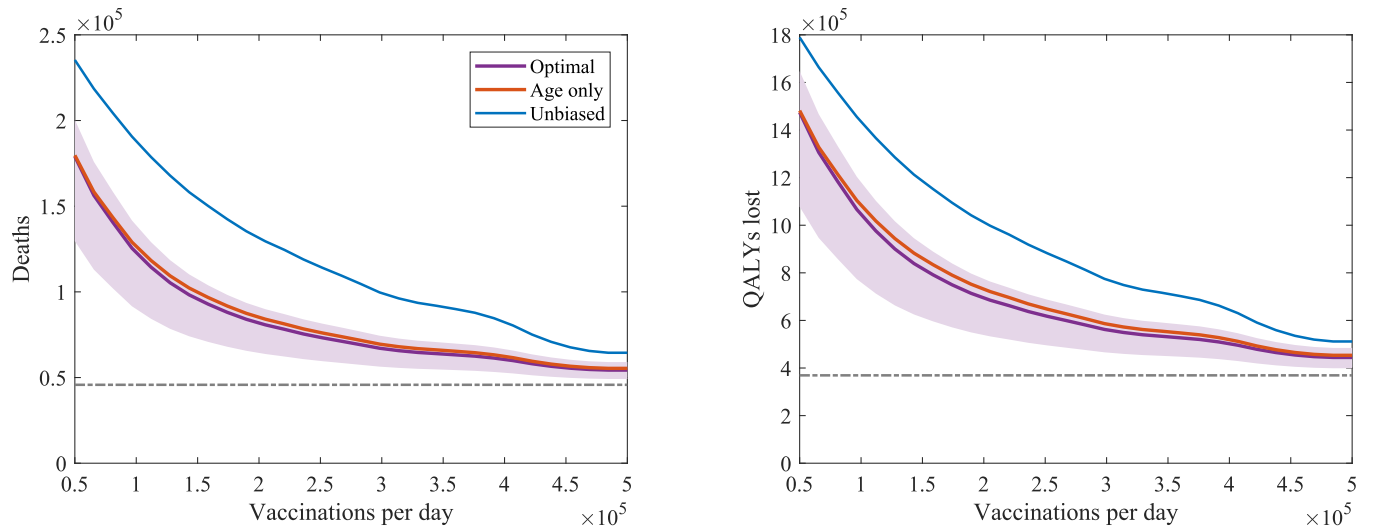 ×10^5
2.5
2
1.5
1
0.5
0
Deaths
Optimal
Age only
Unbiased
0.5 1 1.5 2 2.5 3 3.5 4 4.5 5
Vaccinations per day
×10^5
×10^5
18
16
14
12
10
8
6
4
2
0
QALYs lost
0.5 1 1.5 2 2.5 3 3.5 4 4.5 5
Vaccinations per day
×10^5